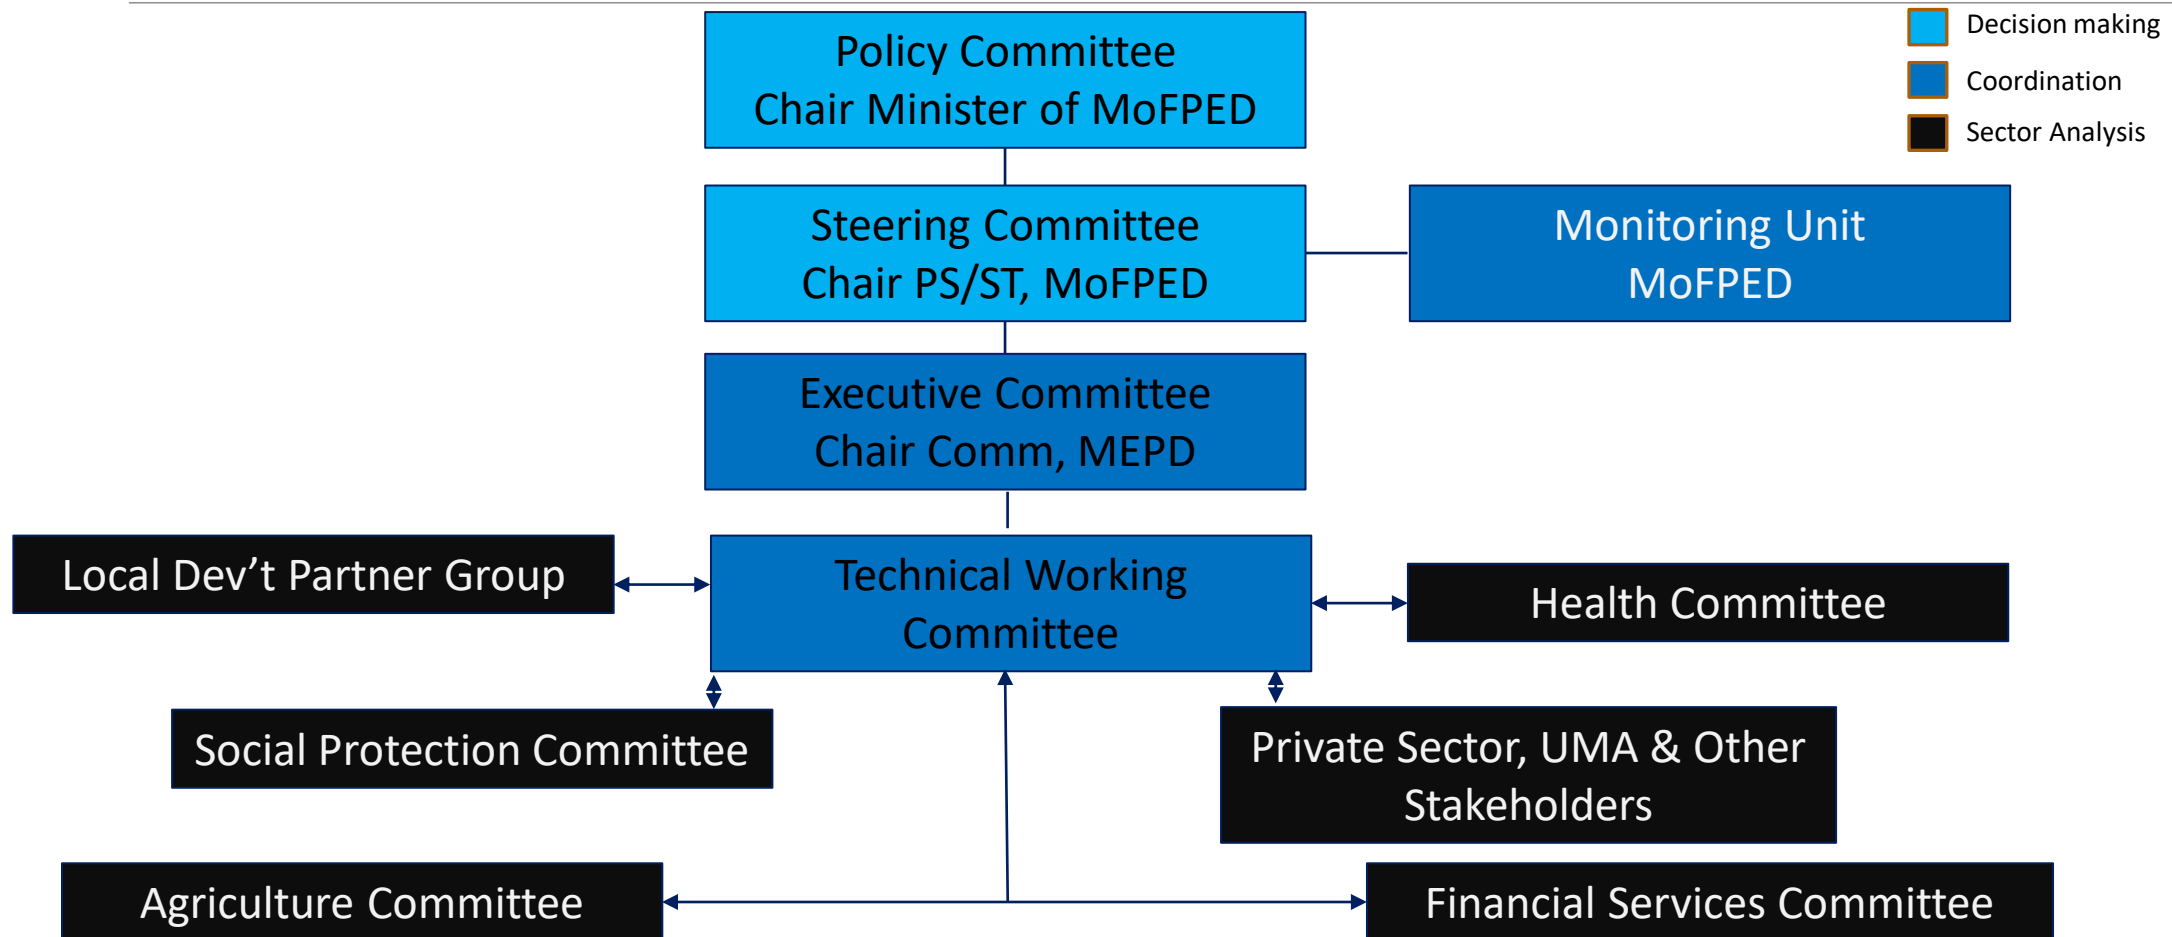 Policy Committee
Chair Minister of MoFPED
Decision making
Coordination
Sector Analysis
Steering Committee
Chair PS/ST, MoFPED
Monitoring Unit
MoFPED
Executive Committee
Chair Comm, MEPD
Local Dev’t Partner Group
Technical Working
Committee
Health Committee
Social Protection Committee
Private Sector, UMA & Other
Stakeholders
Agriculture Committee
Financial Services Committee